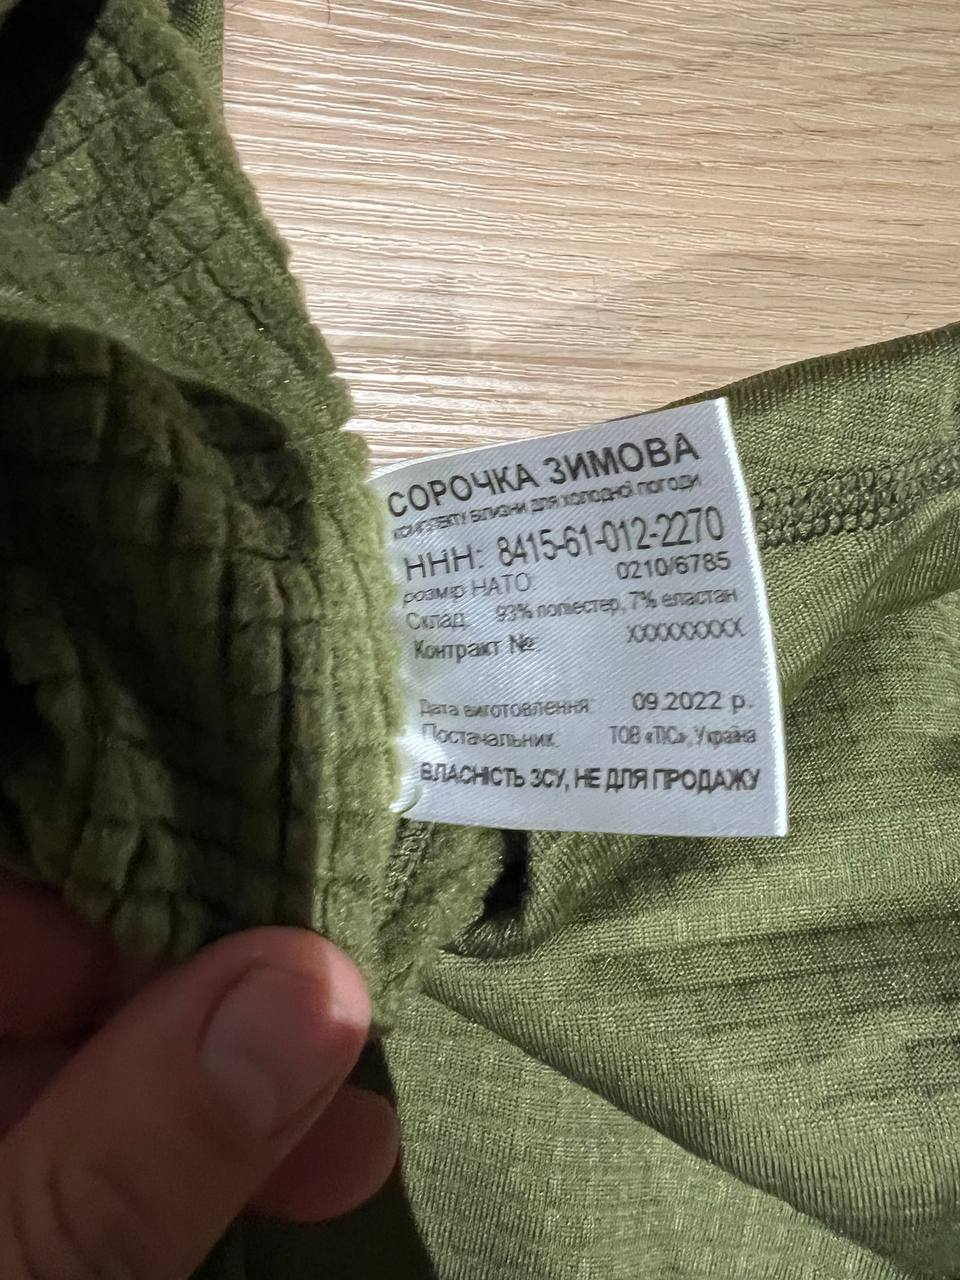 СОРОЧКА ЗИМОВА
КОМПЛЕКТУ БІЛИЗНИ ДЛЯ ХОЛОДНОЇ ПОГОДИ
ННН: 8415-61-012-2270
розмір НАТО: 0210/6785
Склад: 93% поліестер, 7% еластан
Контракт №: XXXXXXXXX
Дата виготовлення: 09.2022 р.
Постачальник: ТОВ «ТІС», Україна
ВЛАСНІСТЬ ЗСУ, НЕ ДЛЯ ПРОДАЖУ